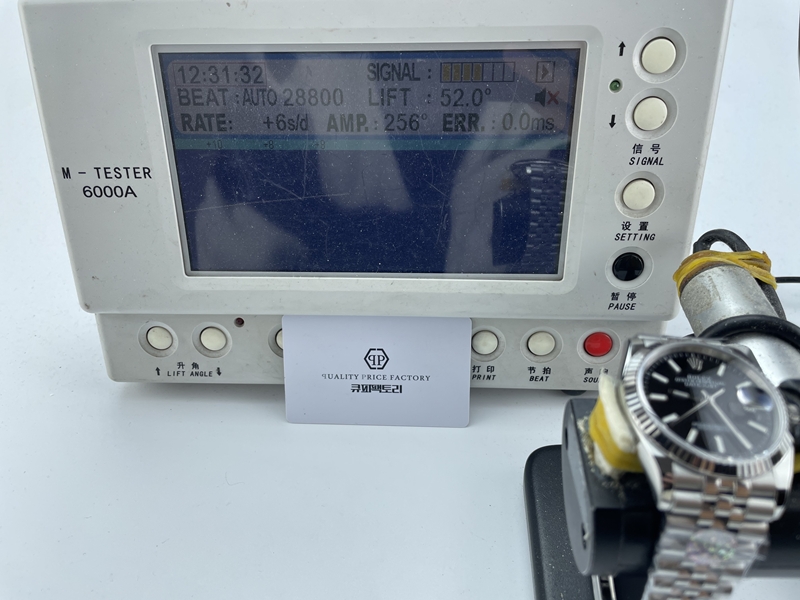 12:31:32 SIGNAL :
BEAT : AUTO 28800 LIFT : 52.0°
RATE: +6s/d AMP. : 256° ERR. : 0.0ms
M - TESTER
6000A
信号
SIGNAL
设置
SETTING
暂停
PAUSE
升角
LIFT ANGLE
打印
PRINT
节拍
BEAT
声
SOU
QP
QUALITY PRICE FACTORY
큐피팩토리
ROLEX